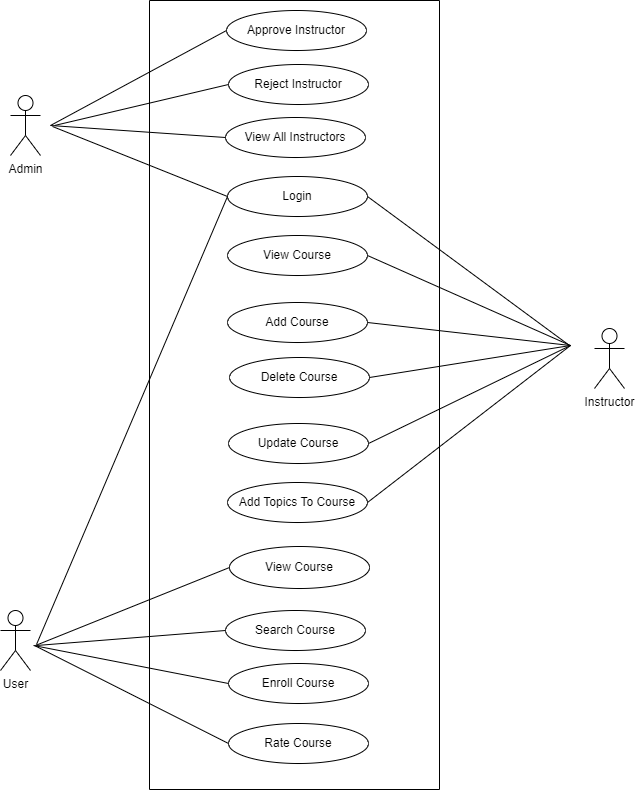 Approve Instructor
Reject Instructor
View All Instructors
Admin
Login
View Course
Add Course
Delete Course
Instructor
Update Course
Add Topics To Course
View Course
Search Course
User
Enroll Course
Rate Course